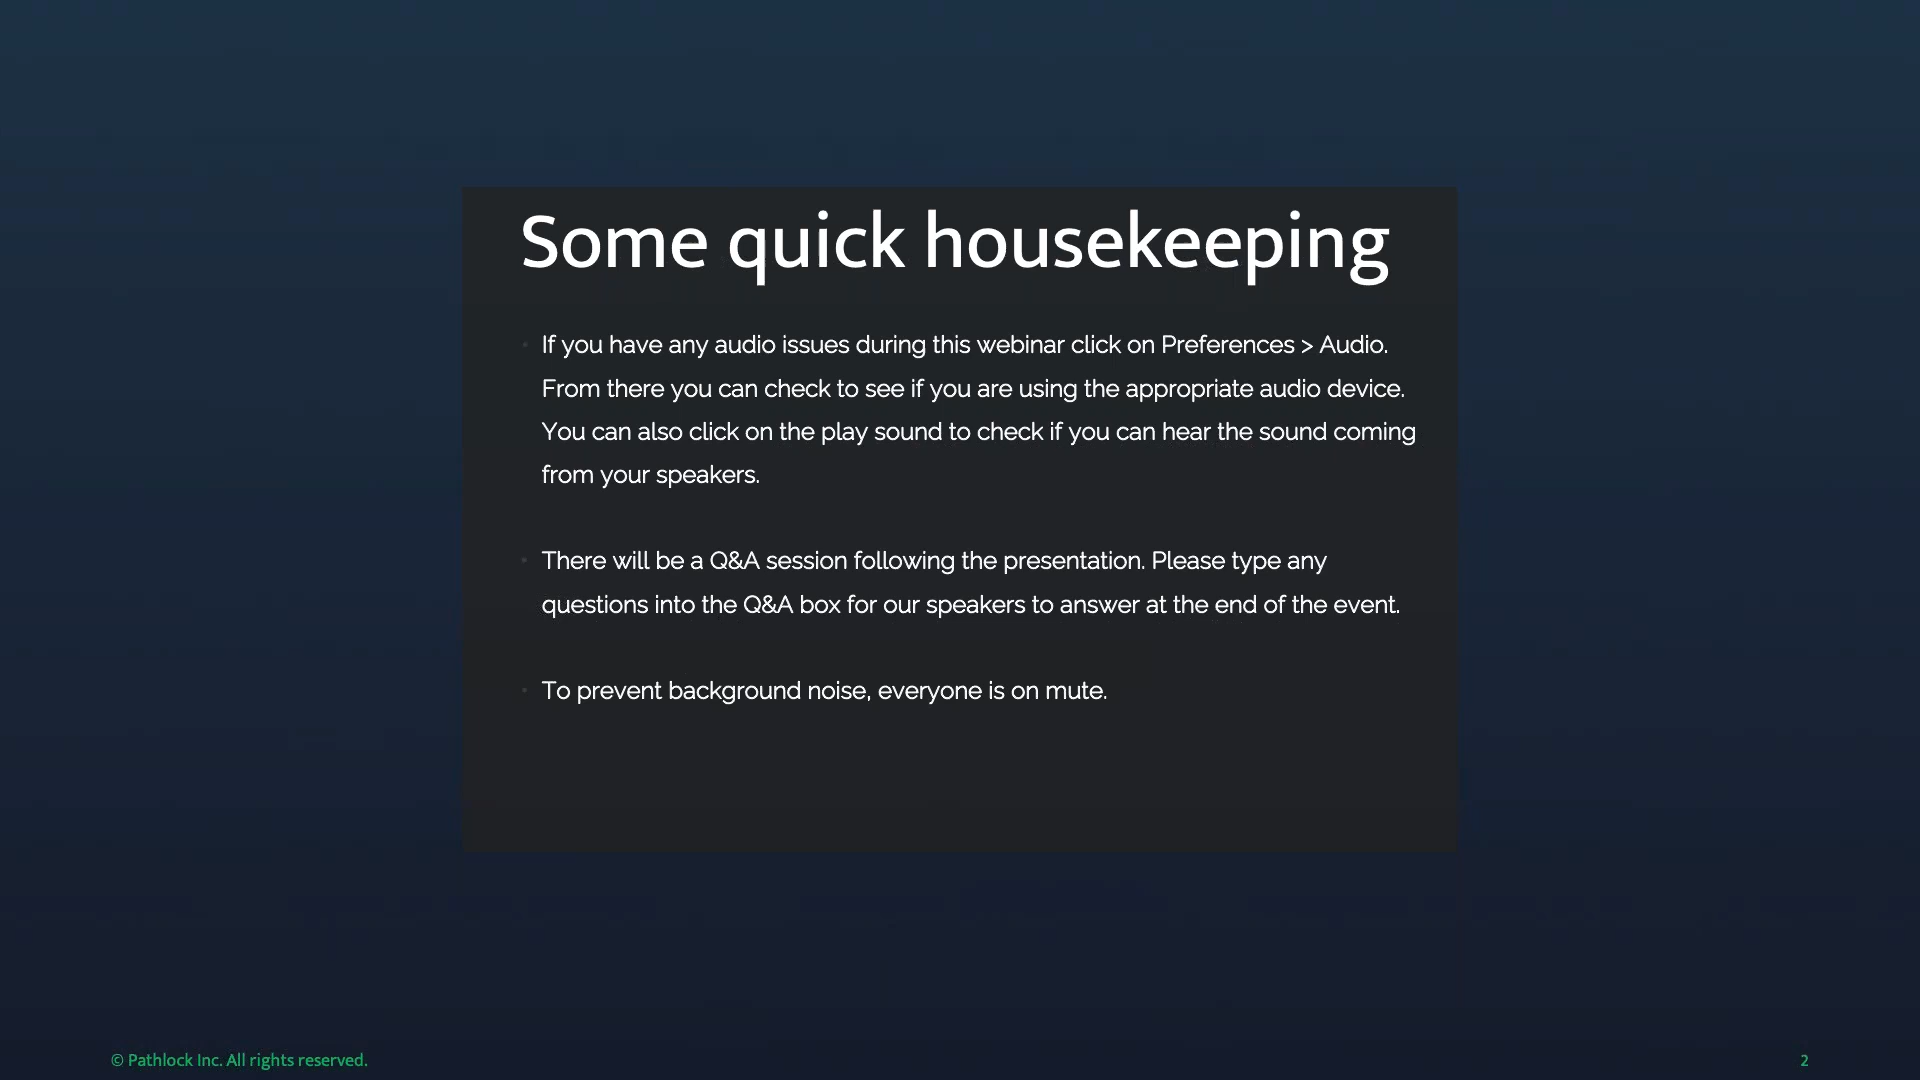 Some quick housekeeping
• If you have any audio issues during this webinar click on Preferences > Audio.
From there you can check to see if you are using the appropriate audio device.
You can also click on the play sound to check if you can hear the sound coming
from your speakers.
• There will be a Q&A session following the presentation. Please type any
questions into the Q&A box for our speakers to answer at the end of the event.
• To prevent background noise, everyone is on mute.
© Pathlock Inc. All rights reserved.
2